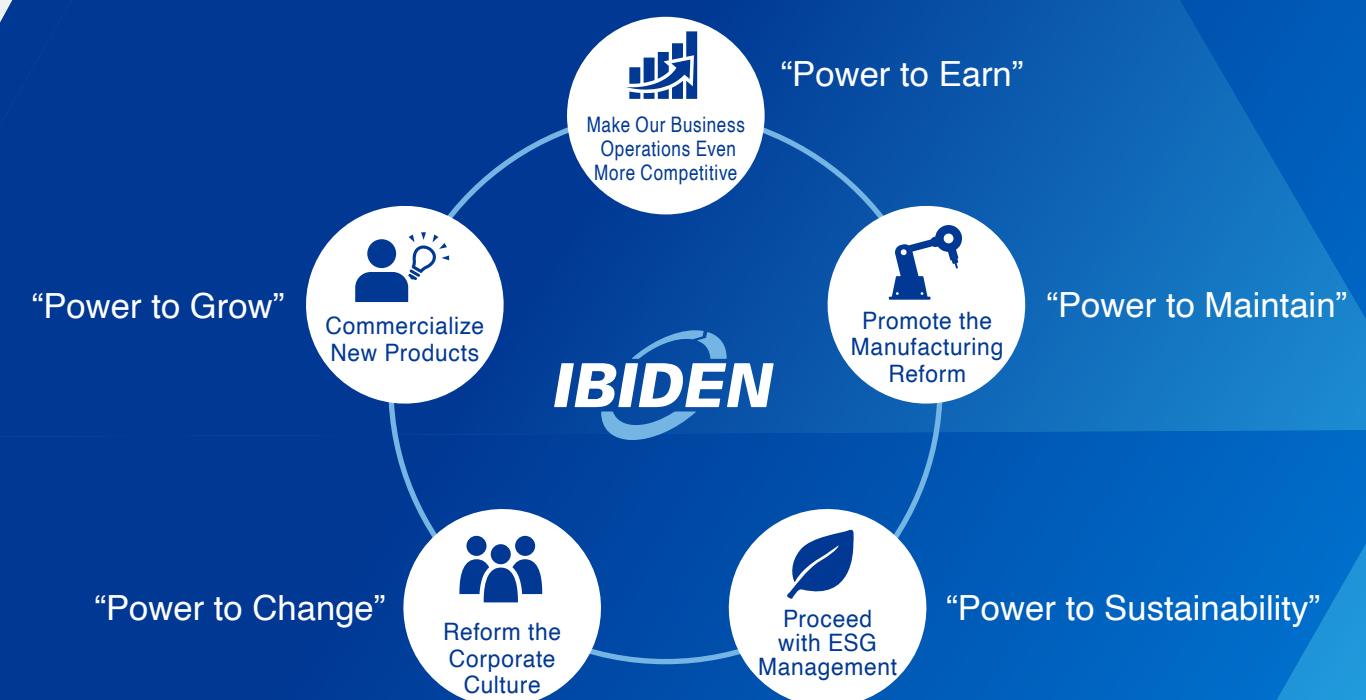 “Power to Earn”
Make Our Business
Operations Even
More Competitive
“Power to Grow”
Commercialize
New Products
“Power to Maintain”
Promote the
Manufacturing
Reform
IBIDEN
“Power to Change”
Reform the
Corporate
Culture
“Power to Sustainability”
Proceed
with ESG
Management